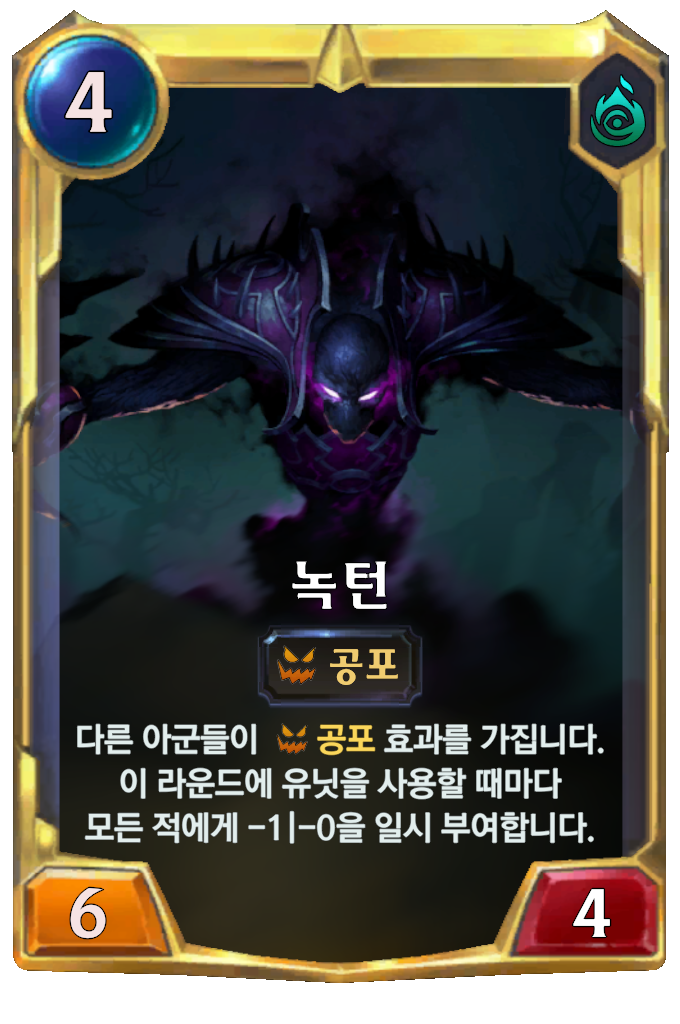 4
녹턴
공포
다른 아군들이 공포 효과를 가집니다.
이 라운드에 유닛을 사용할 때마다
모든 적에게 -1|-0을 일시 부여합니다.
6
4